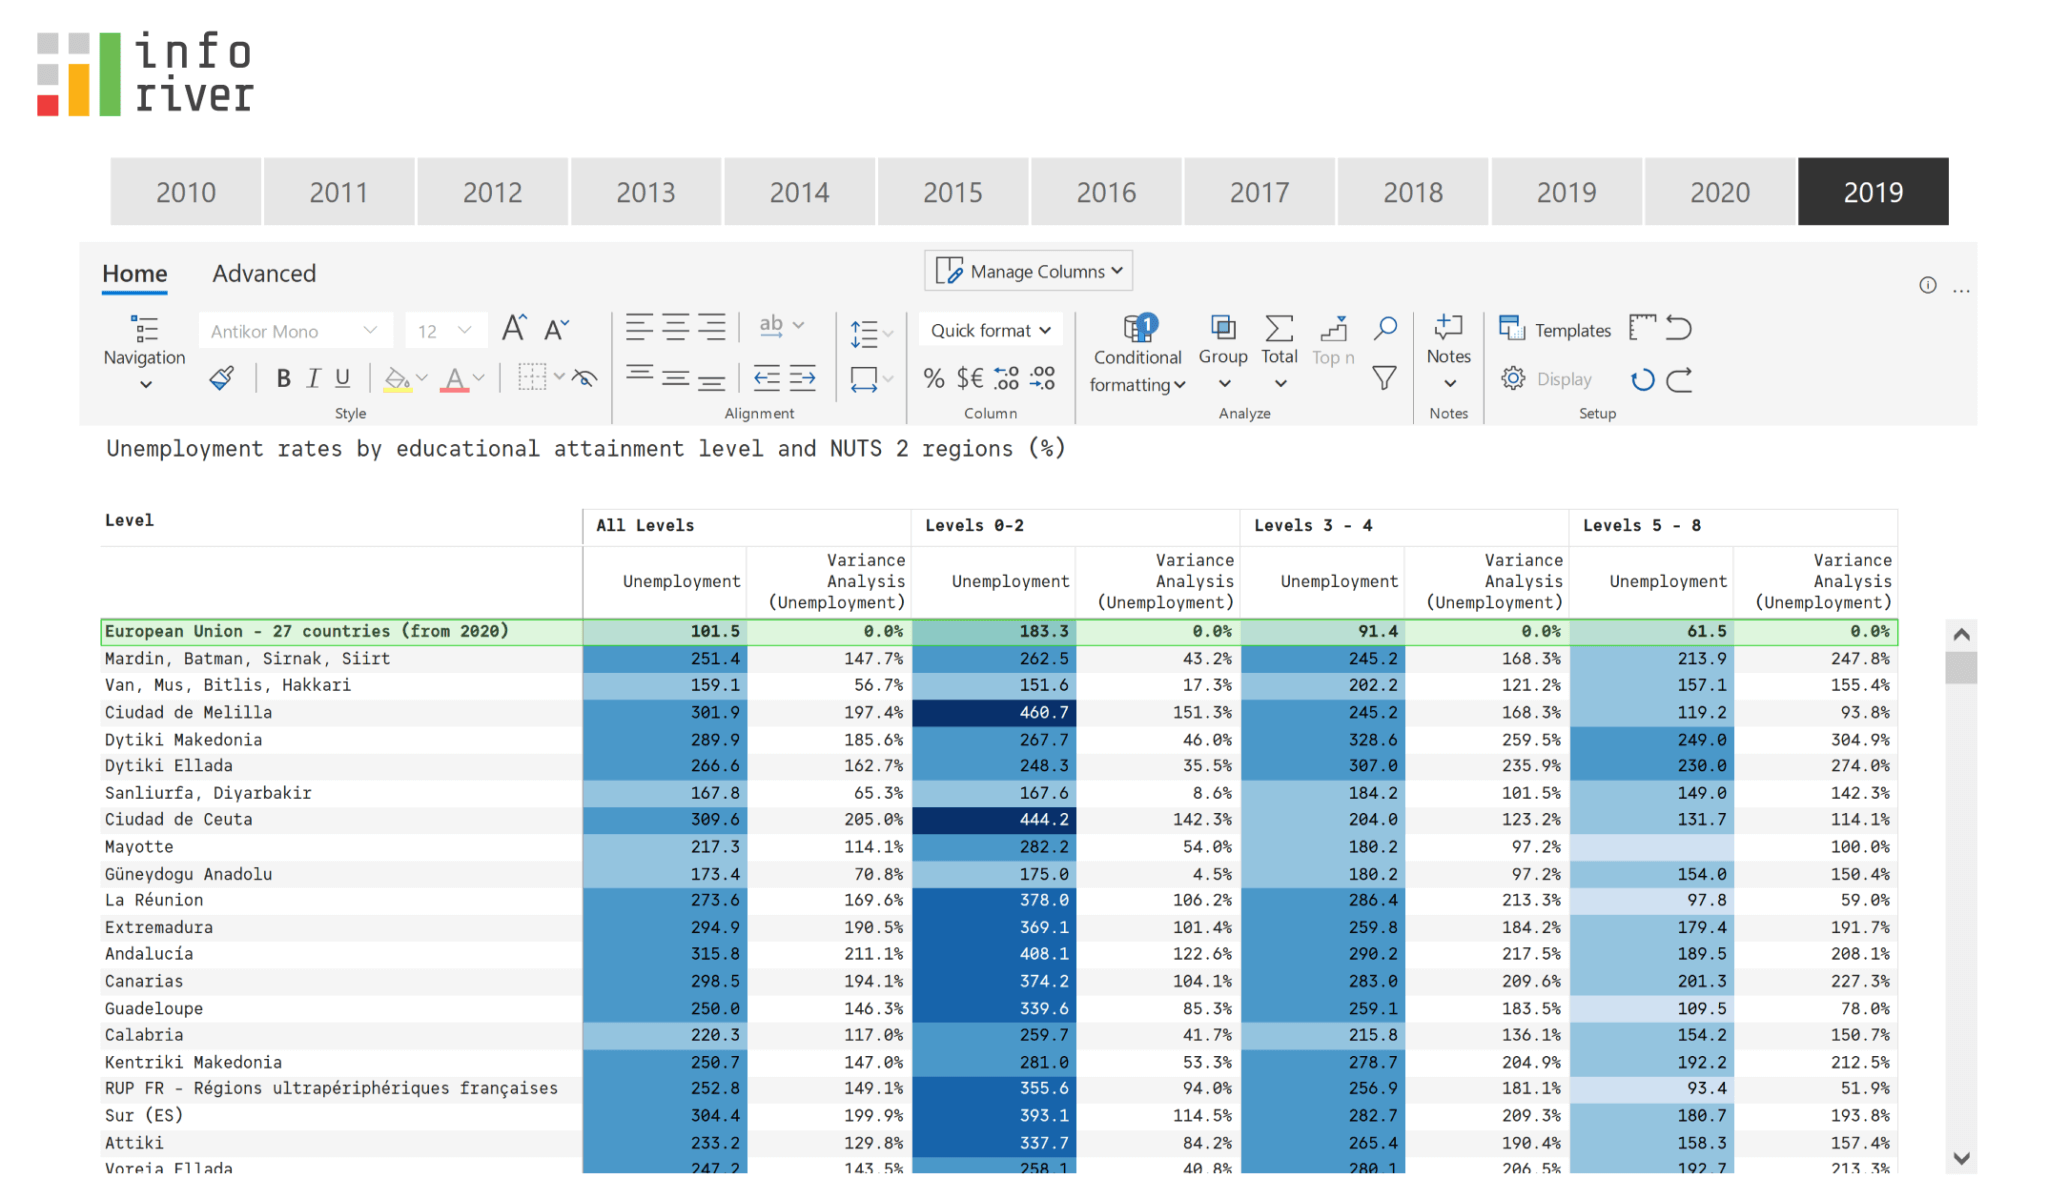 info
river
2010 2011 2012 2013 2014 2015 2016 2017 2018 2019 2020 2019
Home Advanced Manage Columns
Antikor Mono 12 A A ab Quick format 1 Templates
Navigation Conditional Group Total Top n Notes
B I U A % $€ .00 .00 formatting Display
Style Alignment Column Analyze Notes Setup
Unemployment rates by educational attainment level and NUTS 2 regions (%)
Level All Levels Levels 0-2 Levels 3 - 4 Levels 5 - 8
Variance Variance Variance Variance
Unemployment Analysis Unemployment Analysis Unemployment Analysis Unemployment Analysis
(Unemployment) (Unemployment) (Unemployment) (Unemployment)
European Union - 27 countries (from 2020) 101.5 0.0% 183.3 0.0% 91.4 0.0% 61.5 0.0%
Mardin, Batman, Sirnak, Siirt 251.4 147.7% 262.5 43.2% 245.2 168.3% 213.9 247.8%
Van, Mus, Bitlis, Hakkari 159.1 56.7% 151.6 17.3% 202.2 121.2% 157.1 155.4%
Ciudad de Melilla 301.9 197.4% 460.7 151.3% 245.2 168.3% 119.2 93.8%
Dytiki Makedonia 289.9 185.6% 267.7 46.0% 328.6 259.5% 249.0 304.9%
Dytiki Ellada 266.6 162.7% 248.3 35.5% 307.0 235.9% 230.0 274.0%
Sanliurfa, Diyarbakir 167.8 65.3% 167.6 8.6% 184.2 101.5% 149.0 142.3%
Ciudad de Ceuta 309.6 205.0% 444.2 142.3% 204.0 123.2% 131.7 114.1%
Mayotte 217.3 114.1% 282.2 54.0% 180.2 97.2% 100.0%
Güneydogu Anadolu 173.4 70.8% 175.0 4.5% 180.2 97.2% 154.0 150.4%
La Réunion 273.6 169.6% 378.0 106.2% 286.4 213.3% 97.8 59.0%
Extremadura 294.9 190.5% 369.1 101.4% 259.8 184.2% 179.4 191.7%
Andalucía 315.8 211.1% 408.1 122.6% 290.2 217.5% 189.5 208.1%
Canarias 298.5 194.1% 374.2 104.1% 283.0 209.6% 201.3 227.3%
Guadeloupe 250.0 146.3% 339.6 85.3% 259.1 183.5% 109.5 78.0%
Calabria 220.3 117.0% 259.7 41.7% 215.8 136.1% 154.2 150.7%
Kentriki Makedonia 250.7 147.0% 281.0 53.3% 278.7 204.9% 192.2 212.5%
RUP FR - Régions ultrapériphériques françaises 252.8 149.1% 355.6 94.0% 256.9 181.1% 93.4 51.9%
Sur (ES) 304.4 199.9% 393.1 114.5% 282.7 209.3% 180.7 193.8%
Attiki 233.2 129.8% 337.7 84.2% 265.4 190.4% 158.3 157.4%
Voreia Ellada 247.2 143.5% 258.1 40.8% 280.1 206.5% 192.7 213.3%